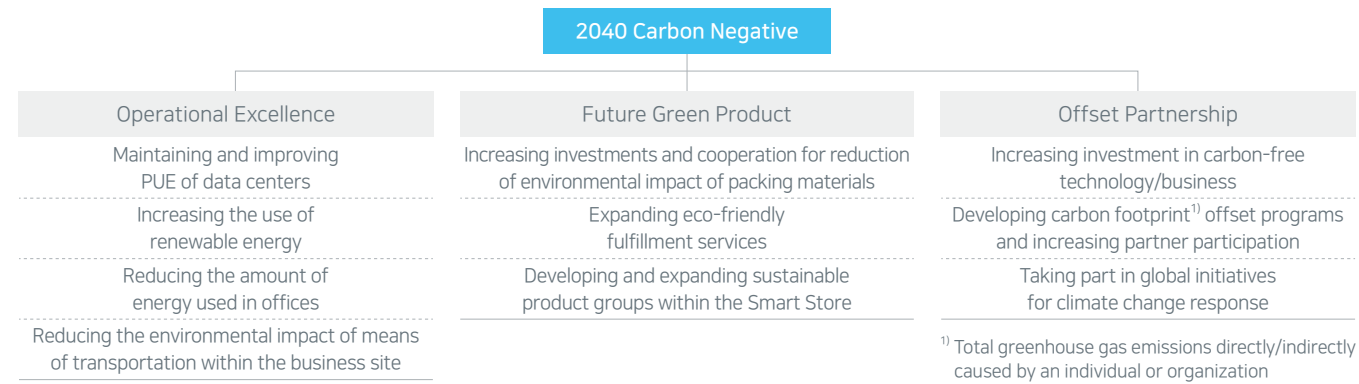 2040 Carbon Negative
Operational Excellence
Maintaining and improving
PUE of data centers
Increasing the use of
renewable energy
Reducing the amount of
energy used in offices
Reducing the environmental impact of means
of transportation within the business site
Future Green Product
Increasing investments and cooperation for reduction
of environmental impact of packing materials
Expanding eco-friendly
fulfillment services
Developing and expanding sustainable
product groups within the Smart Store
Offset Partnership
Increasing investment in carbon-free
technology/business
Developing carbon footprint1) offset programs
and increasing partner participation
Taking part in global initiatives
for climate change response
1) Total greenhouse gas emissions directly/indirectly
caused by an individual or organization